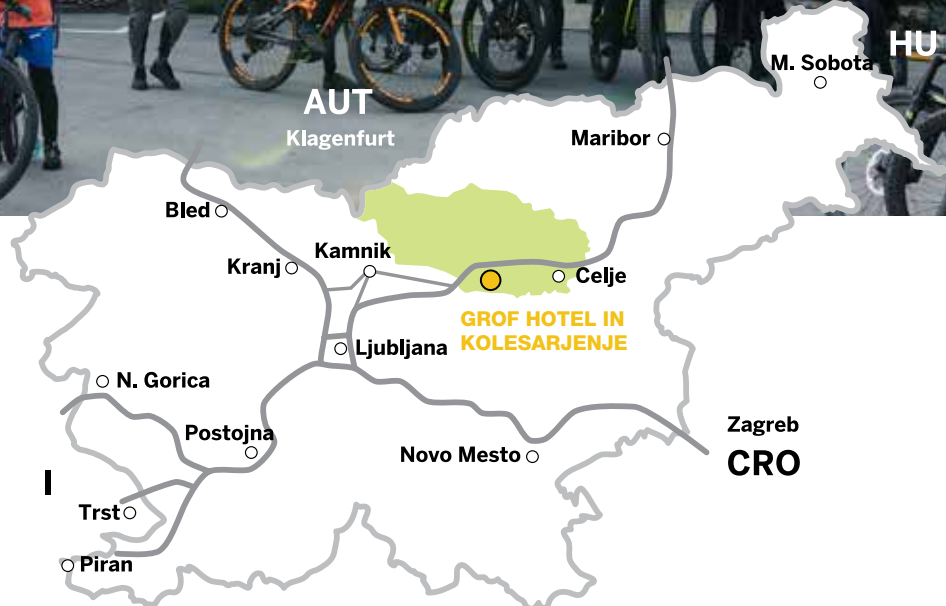 HU
M. Sobota
AUT
Klagenfurt
Maribor
Bled
Kamnik
Kranj
Celje
GROF HOTEL IN
KOLESARJENJE
Ljubljana
N. Gorica
Postojna
Zagreb
Novo Mesto
CRO
I
Trst
Piran